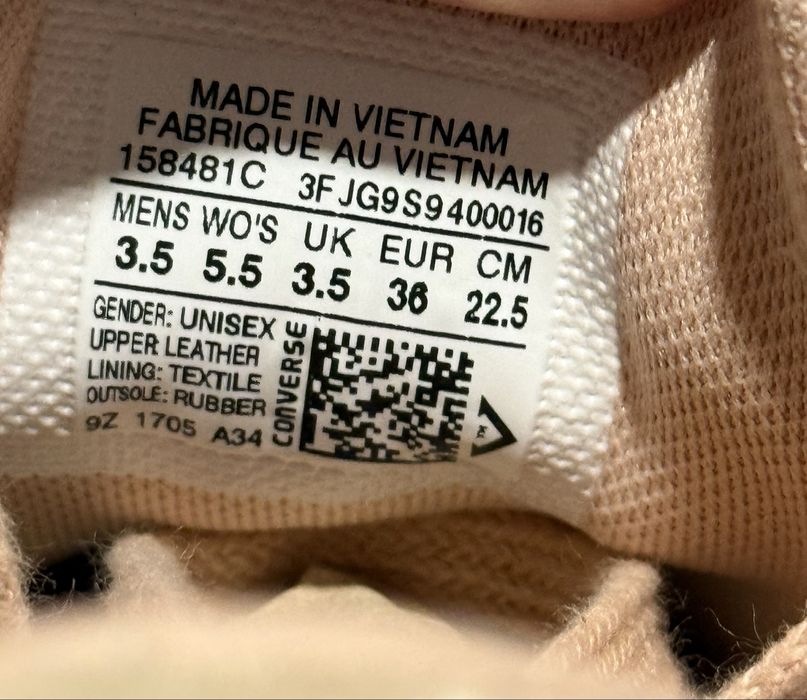 MADE IN VIETNAM
FABRIQUE AU VIETNAM
158481C 3FJG9S9400016
MENS WO'S UK EUR CM
3.5 5.5 3.5 36 22.5
GENDER: UNISEX
UPPER: LEATHER
LINING: TEXTILE
OUTSOLE: RUBBER
9Z 1705 A34
CONVERSE
TM